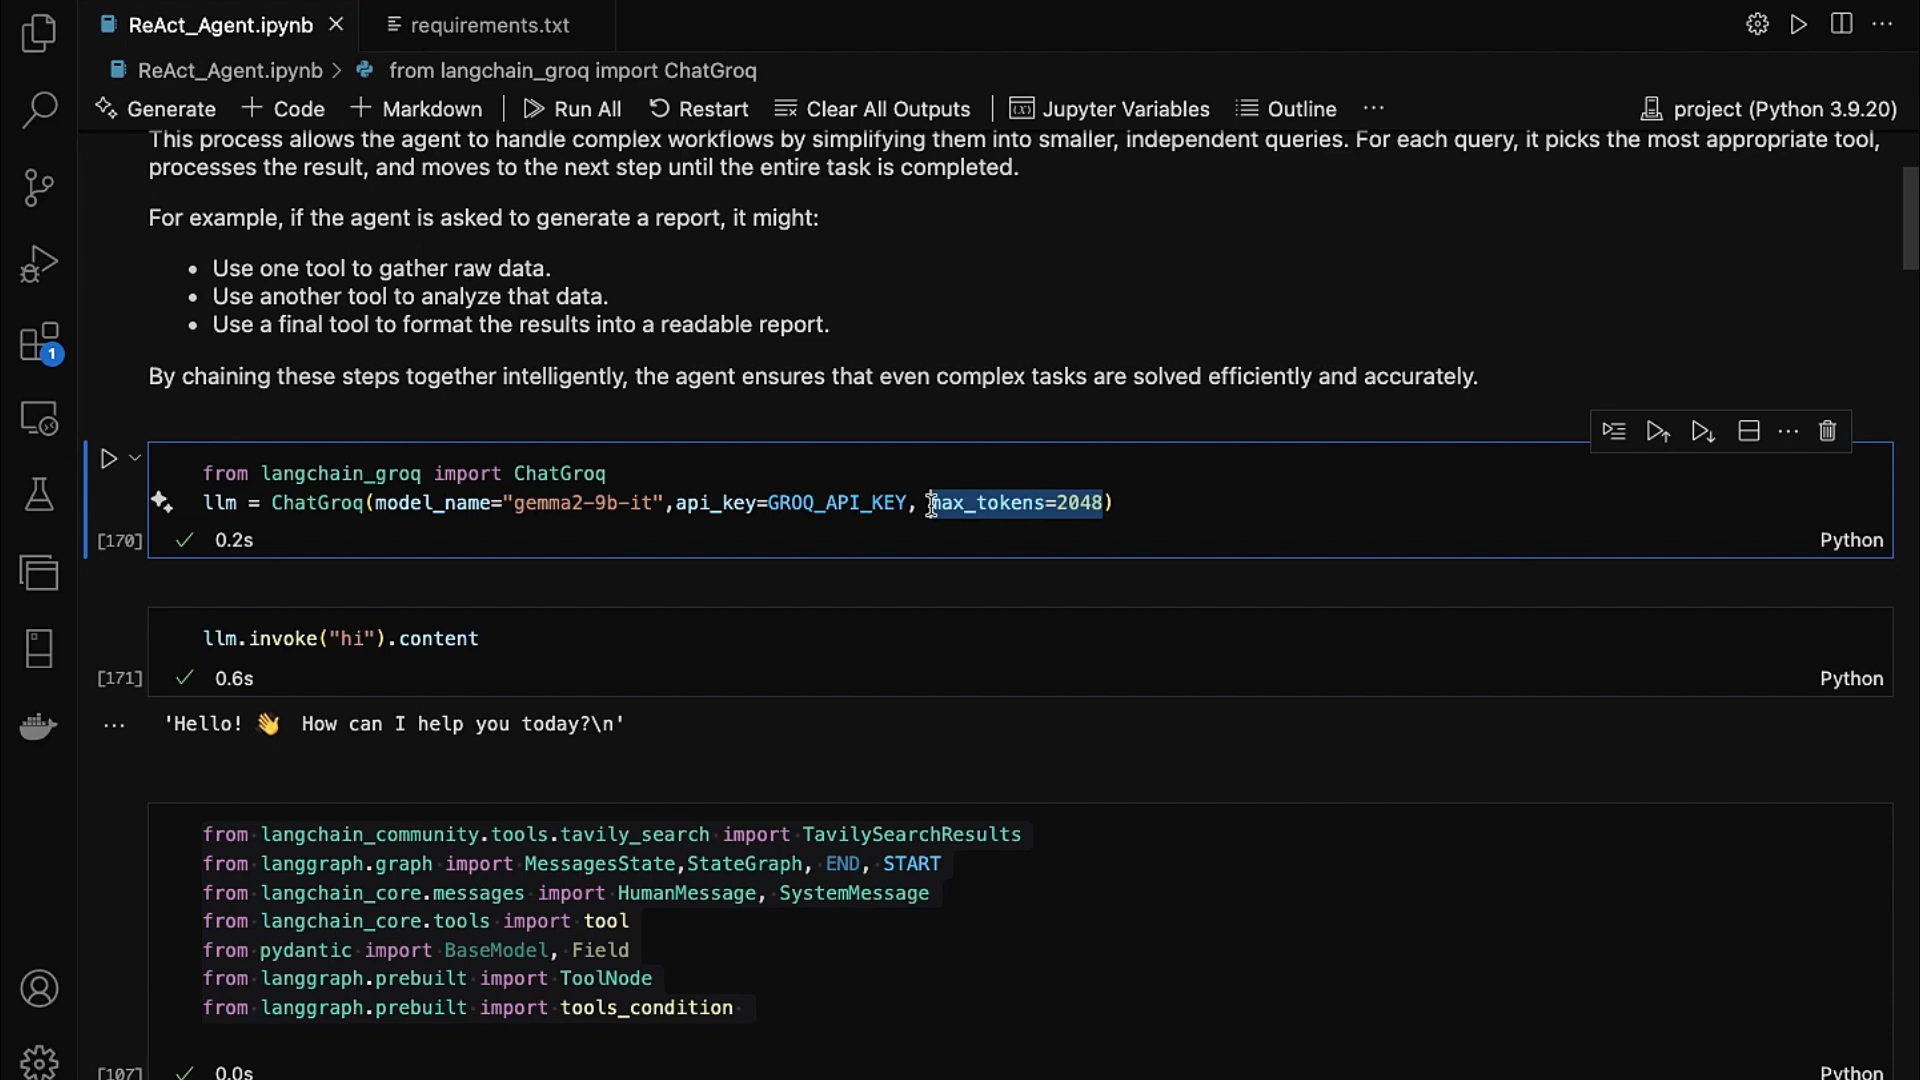 ReAct_Agent.ipynb
requirements.txt
ReAct_Agent.ipynb > from langchain_groq import ChatGroq
Generate + Code + Markdown Run All Restart Clear All Outputs Jupyter Variables Outline ... project (Python 3.9.20)
This process allows the agent to handle complex workflows by simplifying them into smaller, independent queries. For each query, it picks the most appropriate tool,
processes the result, and moves to the next step until the entire task is completed.
For example, if the agent is asked to generate a report, it might:
• Use one tool to gather raw data.
• Use another tool to analyze that data.
• Use a final tool to format the results into a readable report.
By chaining these steps together intelligently, the agent ensures that even complex tasks are solved efficiently and accurately.
1
from langchain_groq import ChatGroq
llm = ChatGroq(model_name="gemma2-9b-it",api_key=GROQ_API_KEY, max_tokens=2048)
[170] 0.2s Python
llm.invoke("hi").content
[171] 0.6s Python
... 'Hello! 👋 How can I help you today?\n'
from langchain_community.tools.tavily_search import TavilySearchResults
from langgraph.graph import MessagesState,StateGraph, END, START
from langchain_core.messages import HumanMessage, SystemMessage
from langchain_core.tools import tool
from pydantic import BaseModel, Field
from langgraph.prebuilt import ToolNode
from langgraph.prebuilt import tools_condition
[107] 0.0s Python